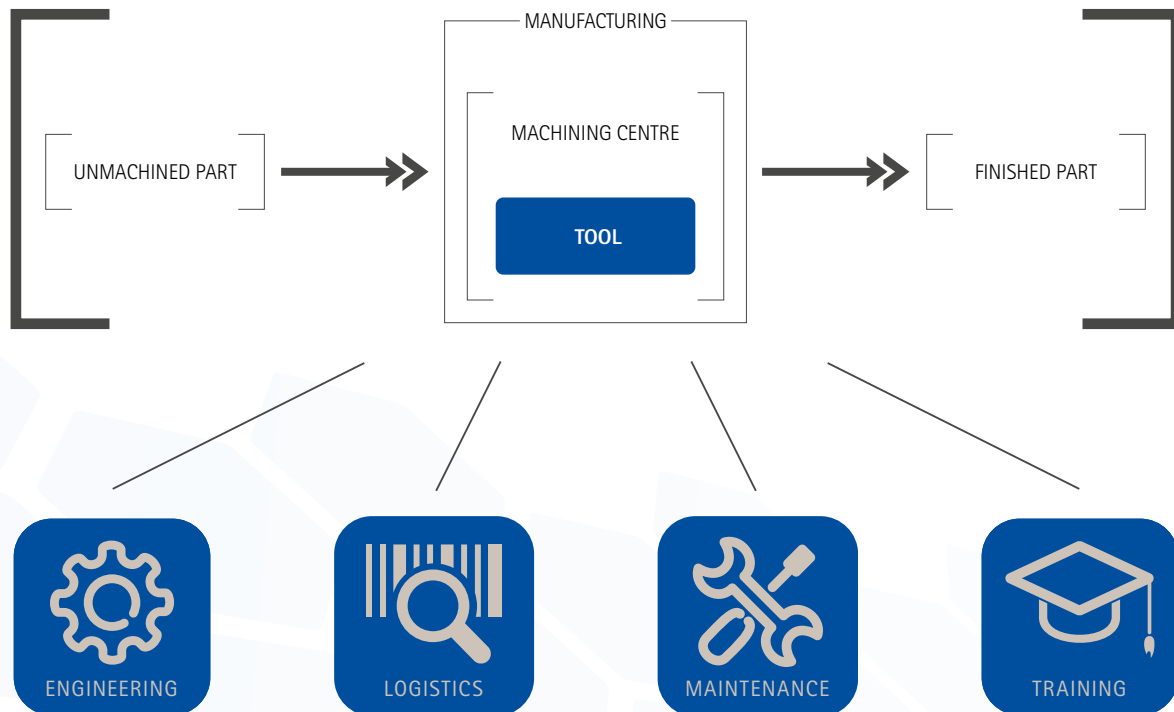 MANUFACTURING
MACHINING CENTRE
UNMACHINED PART
FINISHED PART
TOOL
ENGINEERING
LOGISTICS
MAINTENANCE
TRAINING